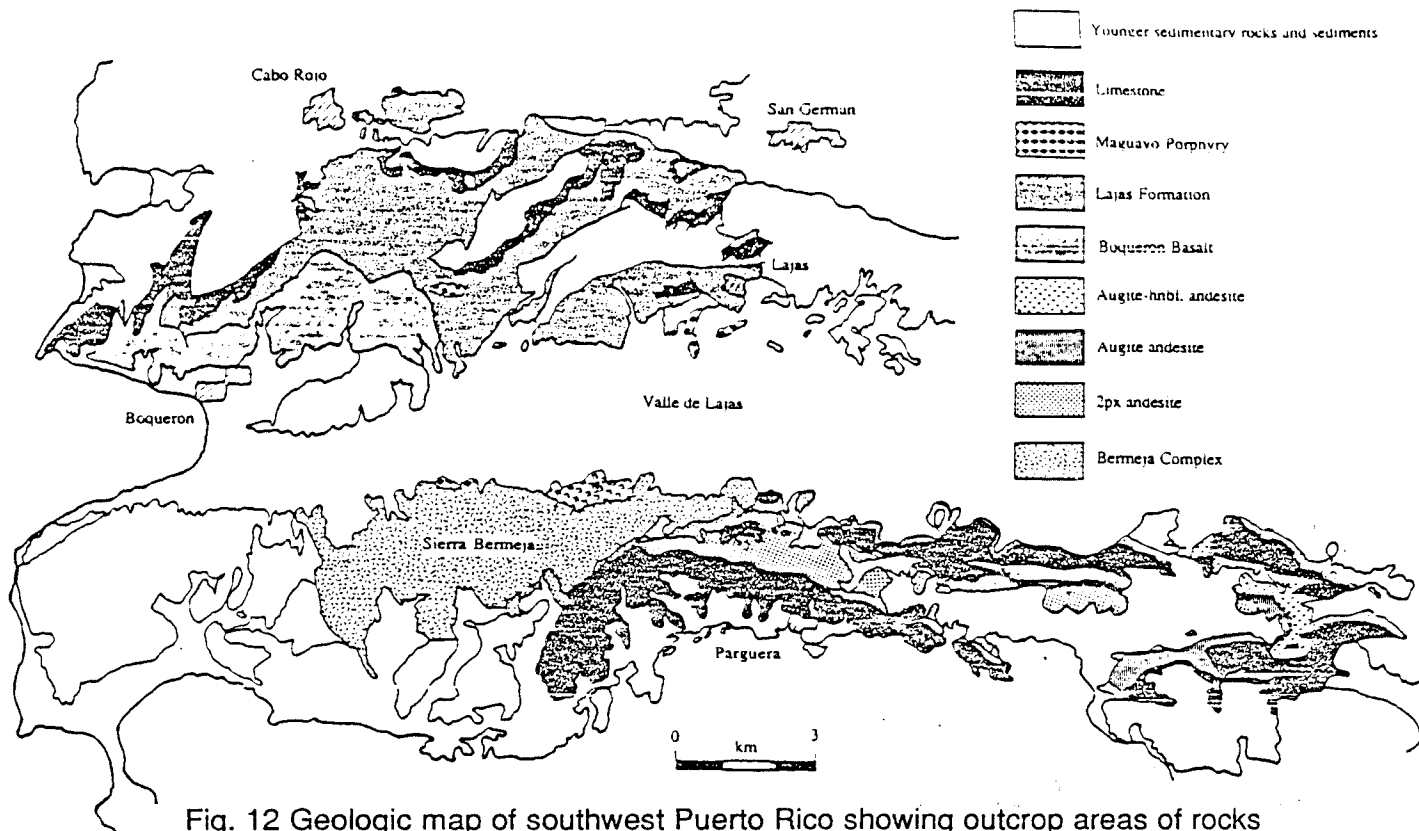 Younger sedimentary rocks and sediments
Limestone
Maguayo Porphyry
Lajas Formation
Boqueron Basalt
Augite-hnbl. andesite
Augite andesite
2px andesite
Bermeja Complex
Cabo Rojo
San German
Lajas
Boqueron
Valle de Lajas
Sierra Bermeja
Parguera
0 3
km
Fig. 12 Geologic map of southwest Puerto Rico showing outcrop areas of rocks